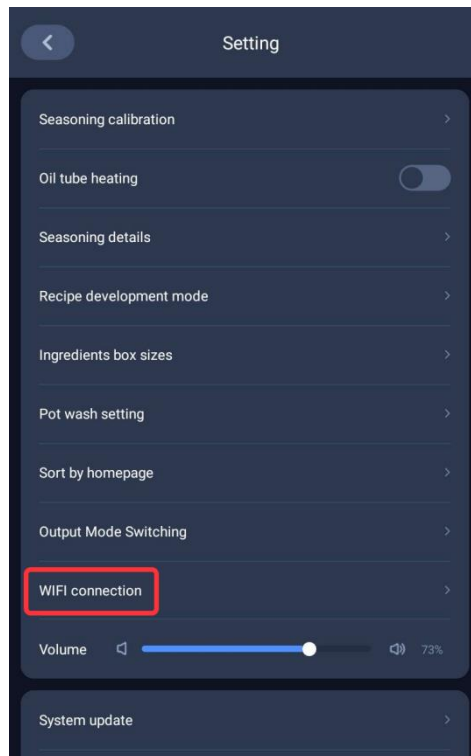 Setting
Seasoning calibration
Oil tube heating
Seasoning details
Recipe development mode
Ingredients box sizes
Pot wash setting
Sort by homepage
Output Mode Switching
WIFI connection
Volume 73%
System update